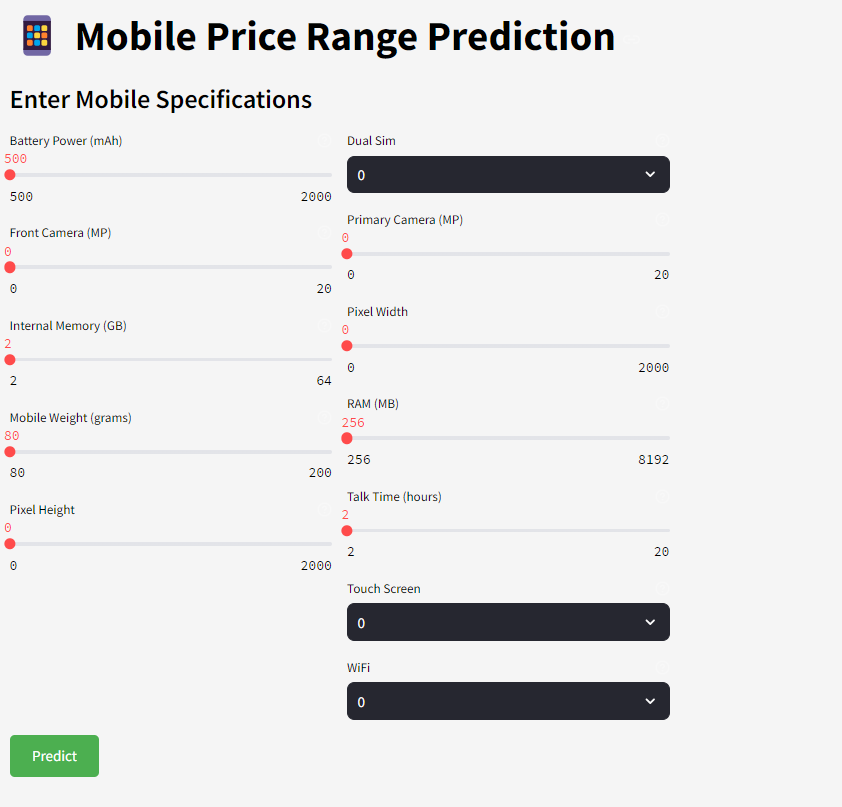 Mobile Price Range Prediction
Enter Mobile Specifications
Battery Power (mAh)
500
500 2000
Front Camera (MP)
0
0 20
Internal Memory (GB)
2
2 64
Mobile Weight (grams)
80
80 200
Pixel Height
0
0 2000
Dual Sim
0
Primary Camera (MP)
0
0 20
Pixel Width
0
0 2000
RAM (MB)
256
256 8192
Talk Time (hours)
2
2 20
Touch Screen
0
WiFi
0
Predict